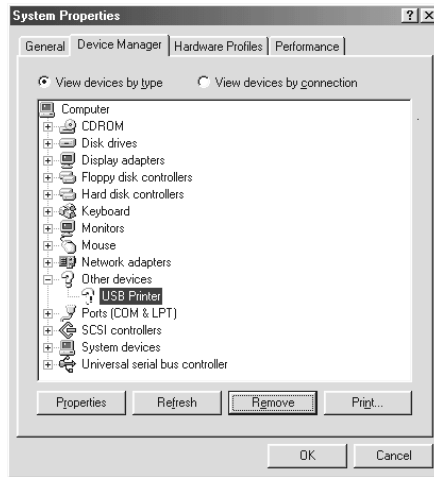 System Properties
General Device Manager Hardware Profiles Performance
View devices by type View devices by connection
Computer
CDROM
Disk drives
Display adapters
Floppy disk controllers
Hard disk controllers
Keyboard
Monitors
Mouse
Network adapters
Other devices
USB Printer
Ports (COM & LPT)
SCSI controllers
System devices
Universal serial bus controller
Properties Refresh Remove Print...
OK Cancel